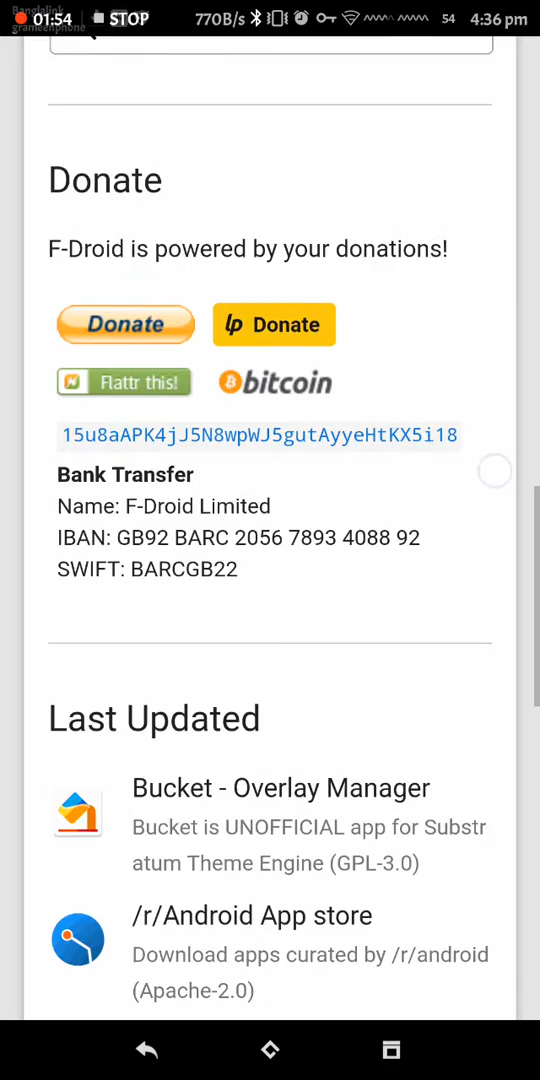 Banglalink
grameenphone
01:54 STOP 770B/s 54 4:36 pm
Donate
F-Droid is powered by your donations!
Donate lp Donate
Flattr this! bitcoin
15u8aAPK4jJ5N8wpWJ5gutAyyeHtKX5i18
Bank Transfer
Name: F-Droid Limited
IBAN: GB92 BARC 2056 7893 4088 92
SWIFT: BARCGB22
Last Updated
Bucket - Overlay Manager
Bucket is UNOFFICIAL app for Substr
atum Theme Engine (GPL-3.0)
/r/Android App store
Download apps curated by /r/android
(Apache-2.0)